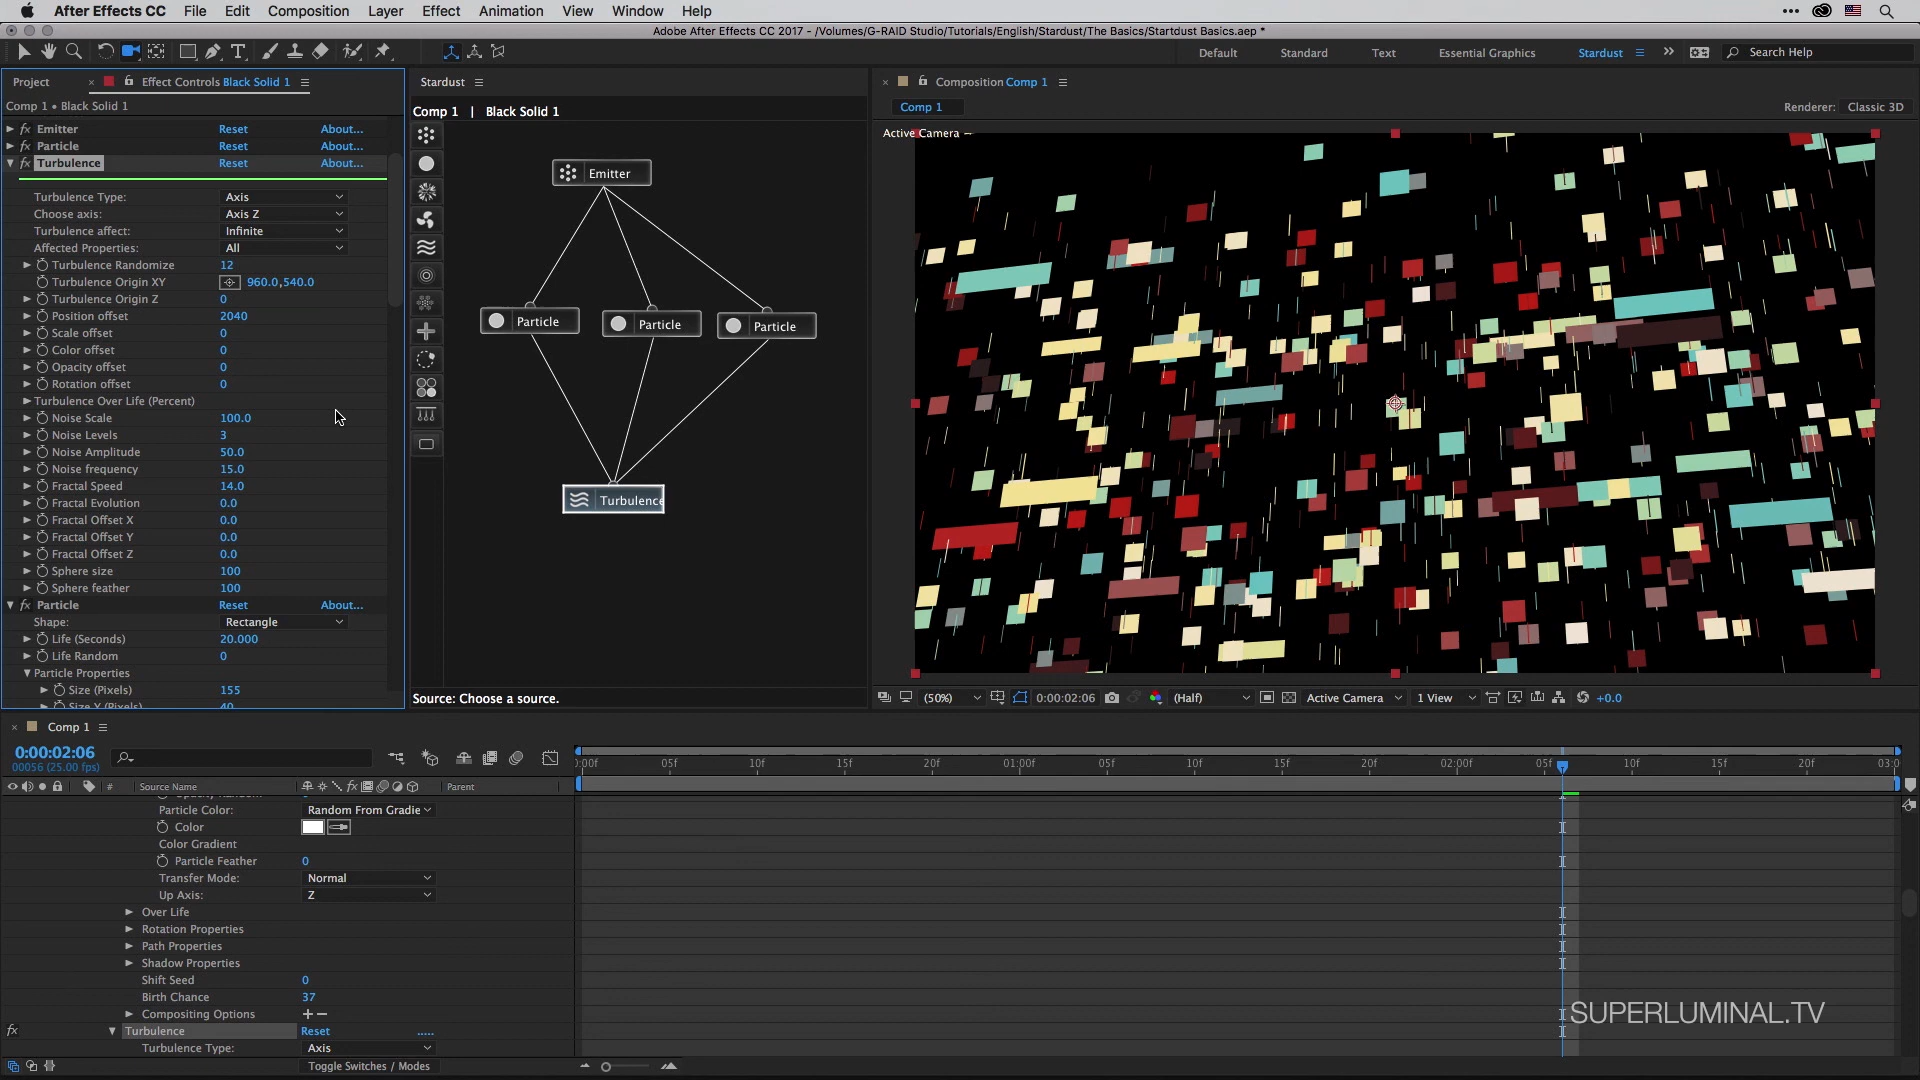 After Effects CC File Edit Composition Layer Effect Animation View Window Help
Adobe After Effects CC 2017 - /Volumes/G-RAID Studio/Tutorials/English/Stardust/The Basics/Startdust Basics.aep *
Default Standard Text Essential Graphics Stardust Search Help
Project Effect Controls Black Solid 1
Comp 1 • Black Solid 1
Emitter Reset About...
Particle Reset About...
Turbulence Reset About...
Turbulence Type: Axis
Choose axis: Axis Z
Turbulence affect: Infinite
Affected Properties: All
Turbulence Randomize 12
Turbulence Origin XY 960.0,540.0
Turbulence Origin Z 0
Position offset 2040
Scale offset 0
Color offset 0
Opacity offset 0
Rotation offset 0
Turbulence Over Life (Percent)
Noise Scale 100.0
Noise Levels 3
Noise Amplitude 50.0
Noise frequency 15.0
Fractal Speed 14.0
Fractal Evolution 0.0
Fractal Offset X 0.0
Fractal Offset Y 0.0
Fractal Offset Z 0.0
Sphere size 100
Sphere feather 100
Particle Reset About...
Shape: Rectangle
Life (Seconds) 20.000
Life Random 0
Particle Properties
Size (Pixels) 155
Size Y (Pixels) 40
Stardust
Comp 1 | Black Solid 1
Emitter
Particle
Particle
Particle
Turbulence
Source: Choose a source.
Composition Comp 1
Comp 1
Renderer: Classic 3D
Active Camera
(50%) 0:00:02:06 (Half) Active Camera 1 View +0.0
Comp 1
0:00:02:06
00056 (25.00 fps)
:00f 05f 10f 15f 20f 01:00f 05f 10f 15f 20f 02:00f 05f 10f 15f 20f 03:0
# Source Name fx Parent
Particle Color: Random From Gradie
Color
Color Gradient
Particle Feather 0
Transfer Mode: Normal
Up Axis: Z
Over Life
Rotation Properties
Path Properties
Shadow Properties
Shift Seed 0
Birth Chance 37
Compositing Options + −
fx Turbulence Reset .....
Turbulence Type: Axis
Toggle Switches / Modes
SUPERLUMINAL.TV